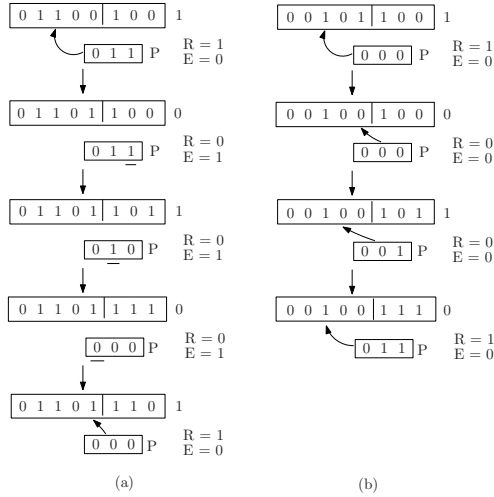 0 1 1 0 0 1 0 0 1
0 1 1 P R = 1
E = 0
0 1 1 0 1 1 0 0 0
0 1 1 P R = 0
E = 1
0 1 1 0 1 1 0 1 1
0 1 0 P R = 0
E = 1
0 1 1 0 1 1 1 1 0
0 0 0 P R = 0
E = 1
0 1 1 0 1 1 1 0 1
0 0 0 P R = 1
E = 0
(a)
0 0 1 0 1 1 0 0 1
0 0 0 P R = 1
E = 0
0 0 1 0 0 1 0 0 0
0 0 0 P R = 0
E = 0
0 0 1 0 0 1 0 1 1
0 0 1 P R = 0
E = 0
0 0 1 0 0 1 1 1 0
0 1 1 P R = 1
E = 0
(b)